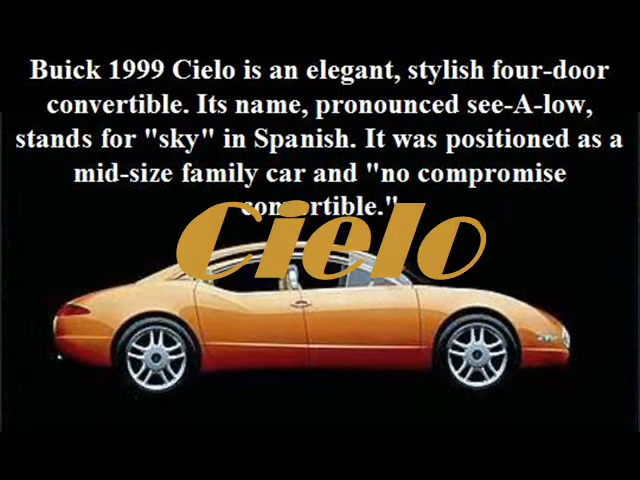 Buick 1999 Cielo is an elegant, stylish four-door
convertible. Its name, pronounced see-A-low,
stands for "sky" in Spanish. It was positioned as a
mid-size family car and "no compromise
convertible."
Cielo